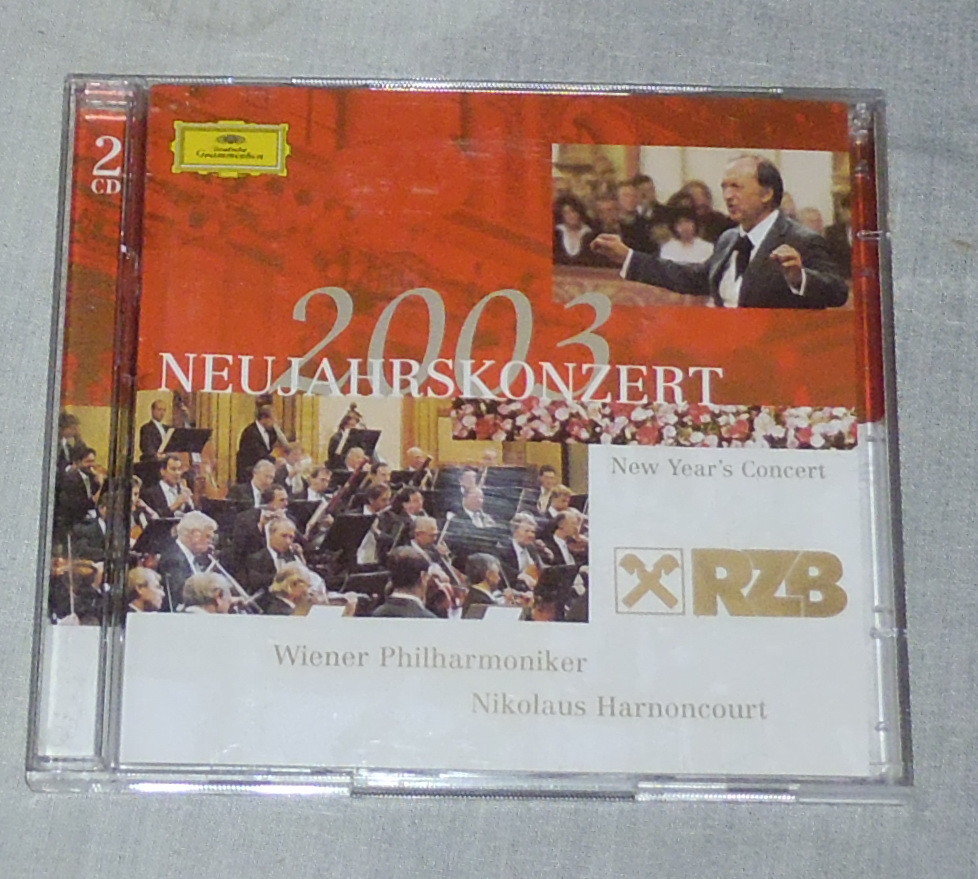 2
CD
Deutsche
Grammophon
2003
NEUJAHRSKONZERT
New Year's Concert
RZB
Wiener Philharmoniker
Nikolaus Harnoncourt